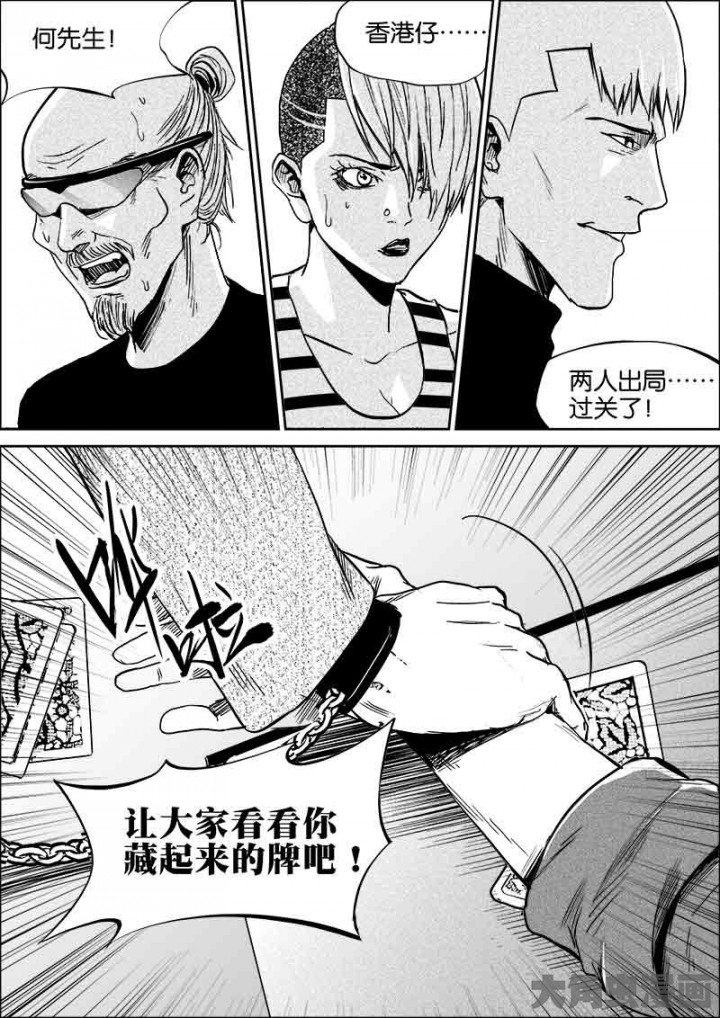 何先生！
香港仔……
两人出局……
过关了！
让大家看看你
藏起来的牌吧！